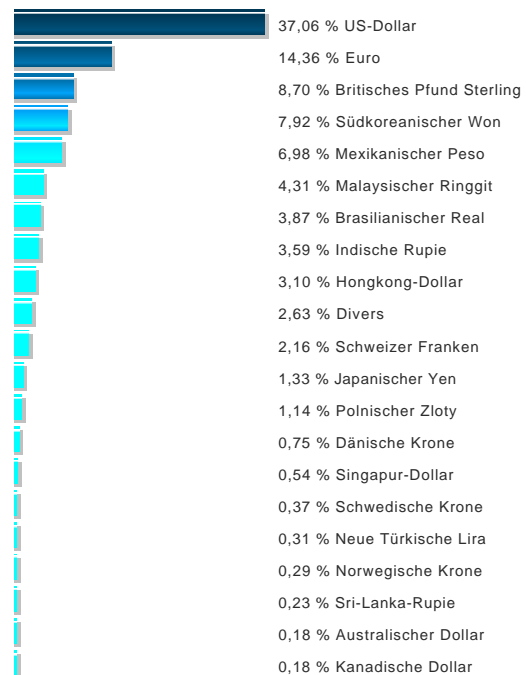 37,06 % US-Dollar
14,36 % Euro
8,70 % Britisches Pfund Sterling
7,92 % Südkoreanischer Won
6,98 % Mexikanischer Peso
4,31 % Malaysischer Ringgit
3,87 % Brasilianischer Real
3,59 % Indische Rupie
3,10 % Hongkong-Dollar
2,63 % Divers
2,16 % Schweizer Franken
1,33 % Japanischer Yen
1,14 % Polnischer Zloty
0,75 % Dänische Krone
0,54 % Singapur-Dollar
0,37 % Schwedische Krone
0,31 % Neue Türkische Lira
0,29 % Norwegische Krone
0,23 % Sri-Lanka-Rupie
0,18 % Australischer Dollar
0,18 % Kanadische Dollar